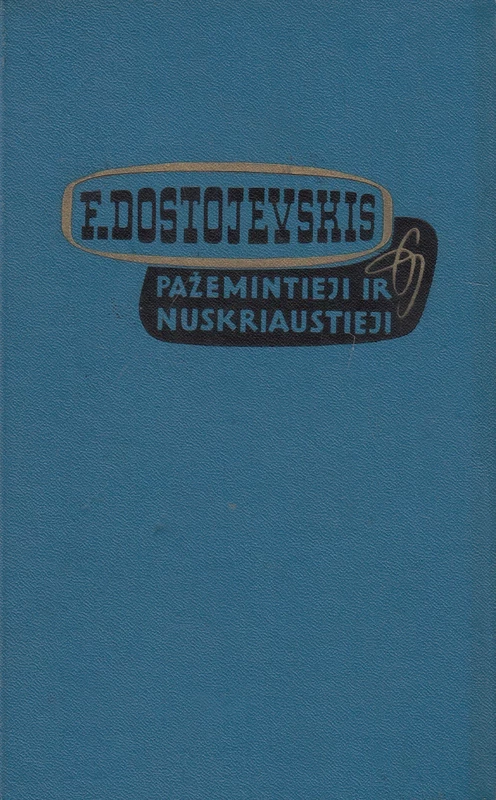 F. DOSTOJEVSKIS
PAŽEMINTIEJI IR
NUSKRIAUSTIEJI